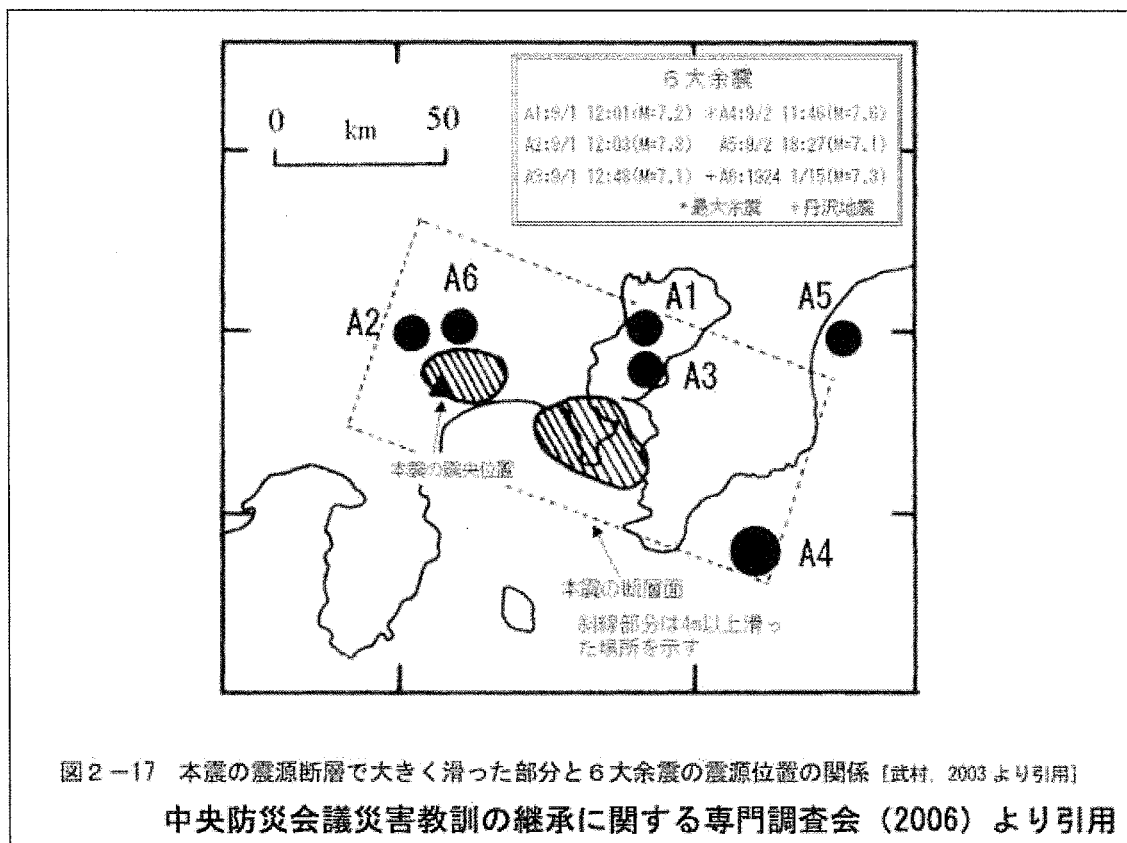 0 km 50
6大余震
A1:9/1 12:01(M=7.2) *A4:9/2 11:46(M=7.6)
A2:9/1 12:03(M=7.3) A5:9/2 18:27(M=7.1)
A3:9/1 12:48(M=7.1) +A6:1924 1/15(M=7.3)
*最大余震 +丹沢地震
A6
A1
A5
A2
A3
本震の震央位置
A4
本震の断層面
斜線部分は4m以上滑っ
た場所を示す
図2-17 本震の震源断層で大きく滑った部分と6大余震の震源位置の関係 [武村, 2003 より引用]
中央防災会議災害教訓の継承に関する専門調査会 (2006) より引用